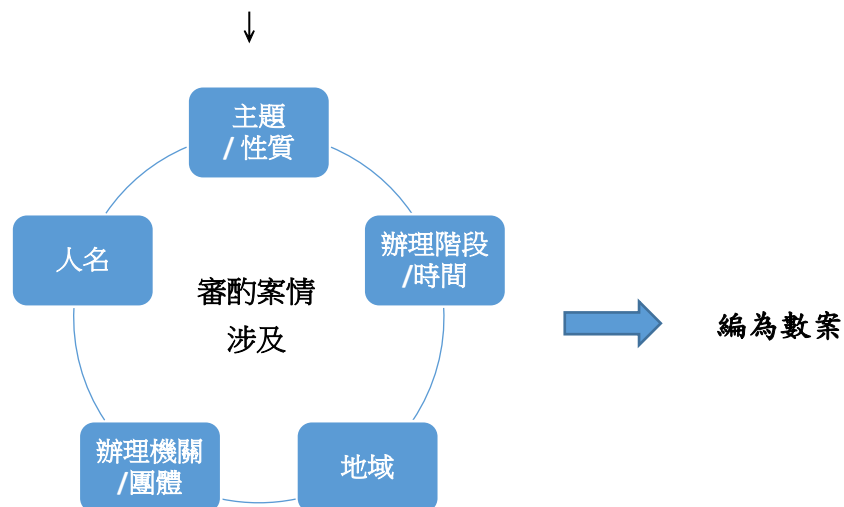 主題
/ 性質
人名
辦理階段
/時間
審酌案情
涉及
編為數案
辦理機關
/團體
地域